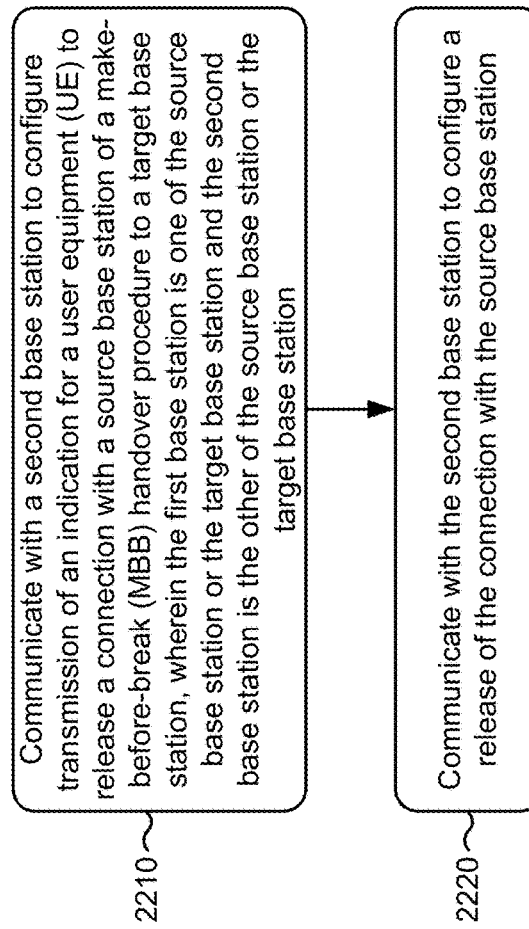 2210
Communicate with a second base station to configure
transmission of an indication for a user equipment (UE) to
release a connection with a source base station of a make-
before-break (MBB) handover procedure to a target base
station, wherein the first base station is one of the source
base station or the target base station and the second
base station is the other of the source base station or the
target base station
2220
Communicate with the second base station to configure a
release of the connection with the source base station